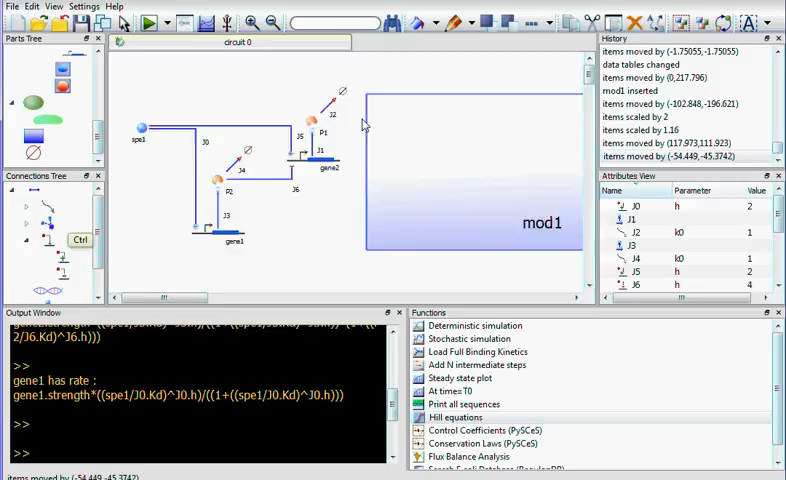 File Edit View Settings Help
Parts Tree
circuit 0
History
items moved by (-1.75055,-1.75055)
data tables changed
items moved by (0,217.796)
mod1 inserted
items moved by (-102.848,-196.621)
items scaled by 2
items scaled by 1.16
items moved by (117.973,111.923)
items moved by (-54.449,-45.3742)
spe1
J0
J4
P2
J3
gene1
J6
J5
J1
P1
J2
gene2
mod1
Connections Tree
Ctrl
Attributes View
Name Parameter Value
J0 h 2
J1
J2 k0 1
J3
J4 k0 1
J5 h 2
J6 h 4
Output Window
2/J6.Kd)^J6.h)))
>>
gene1 has rate :
gene1.strength*((spe1/J0.Kd)^J0.h)/((1+((spe1/J0.Kd)^J0.h)))
>>
>>
Functions
Deterministic simulation
Stochastic simulation
Load Full Binding Kinetics
Add N intermediate steps
Steady state plot
At time=T0
Print all sequences
Hill equations
Control Coefficients (PySCeS)
Conservation Laws (PySCeS)
Flux Balance Analysis
items moved by (-54.449,-45.3742)